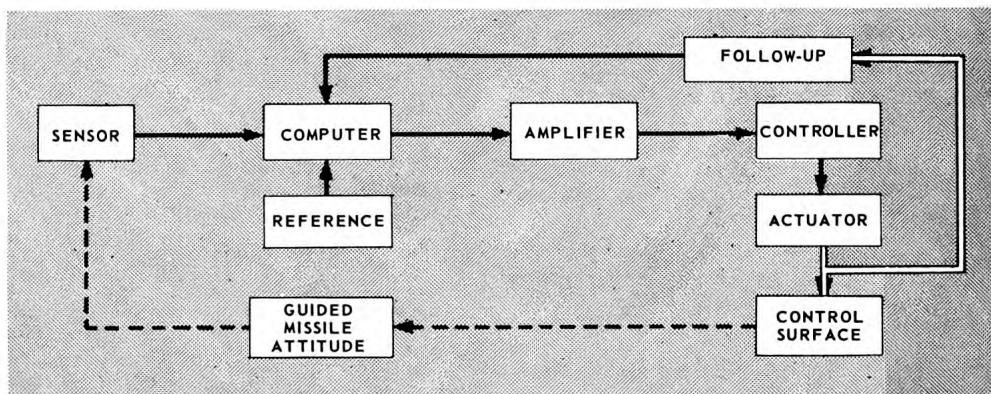 FOLLOW-UP
SENSOR
COMPUTER
AMPLIFIER
CONTROLLER
REFERENCE
ACTUATOR
GUIDED
MISSILE
ATTITUDE
CONTROL
SURFACE